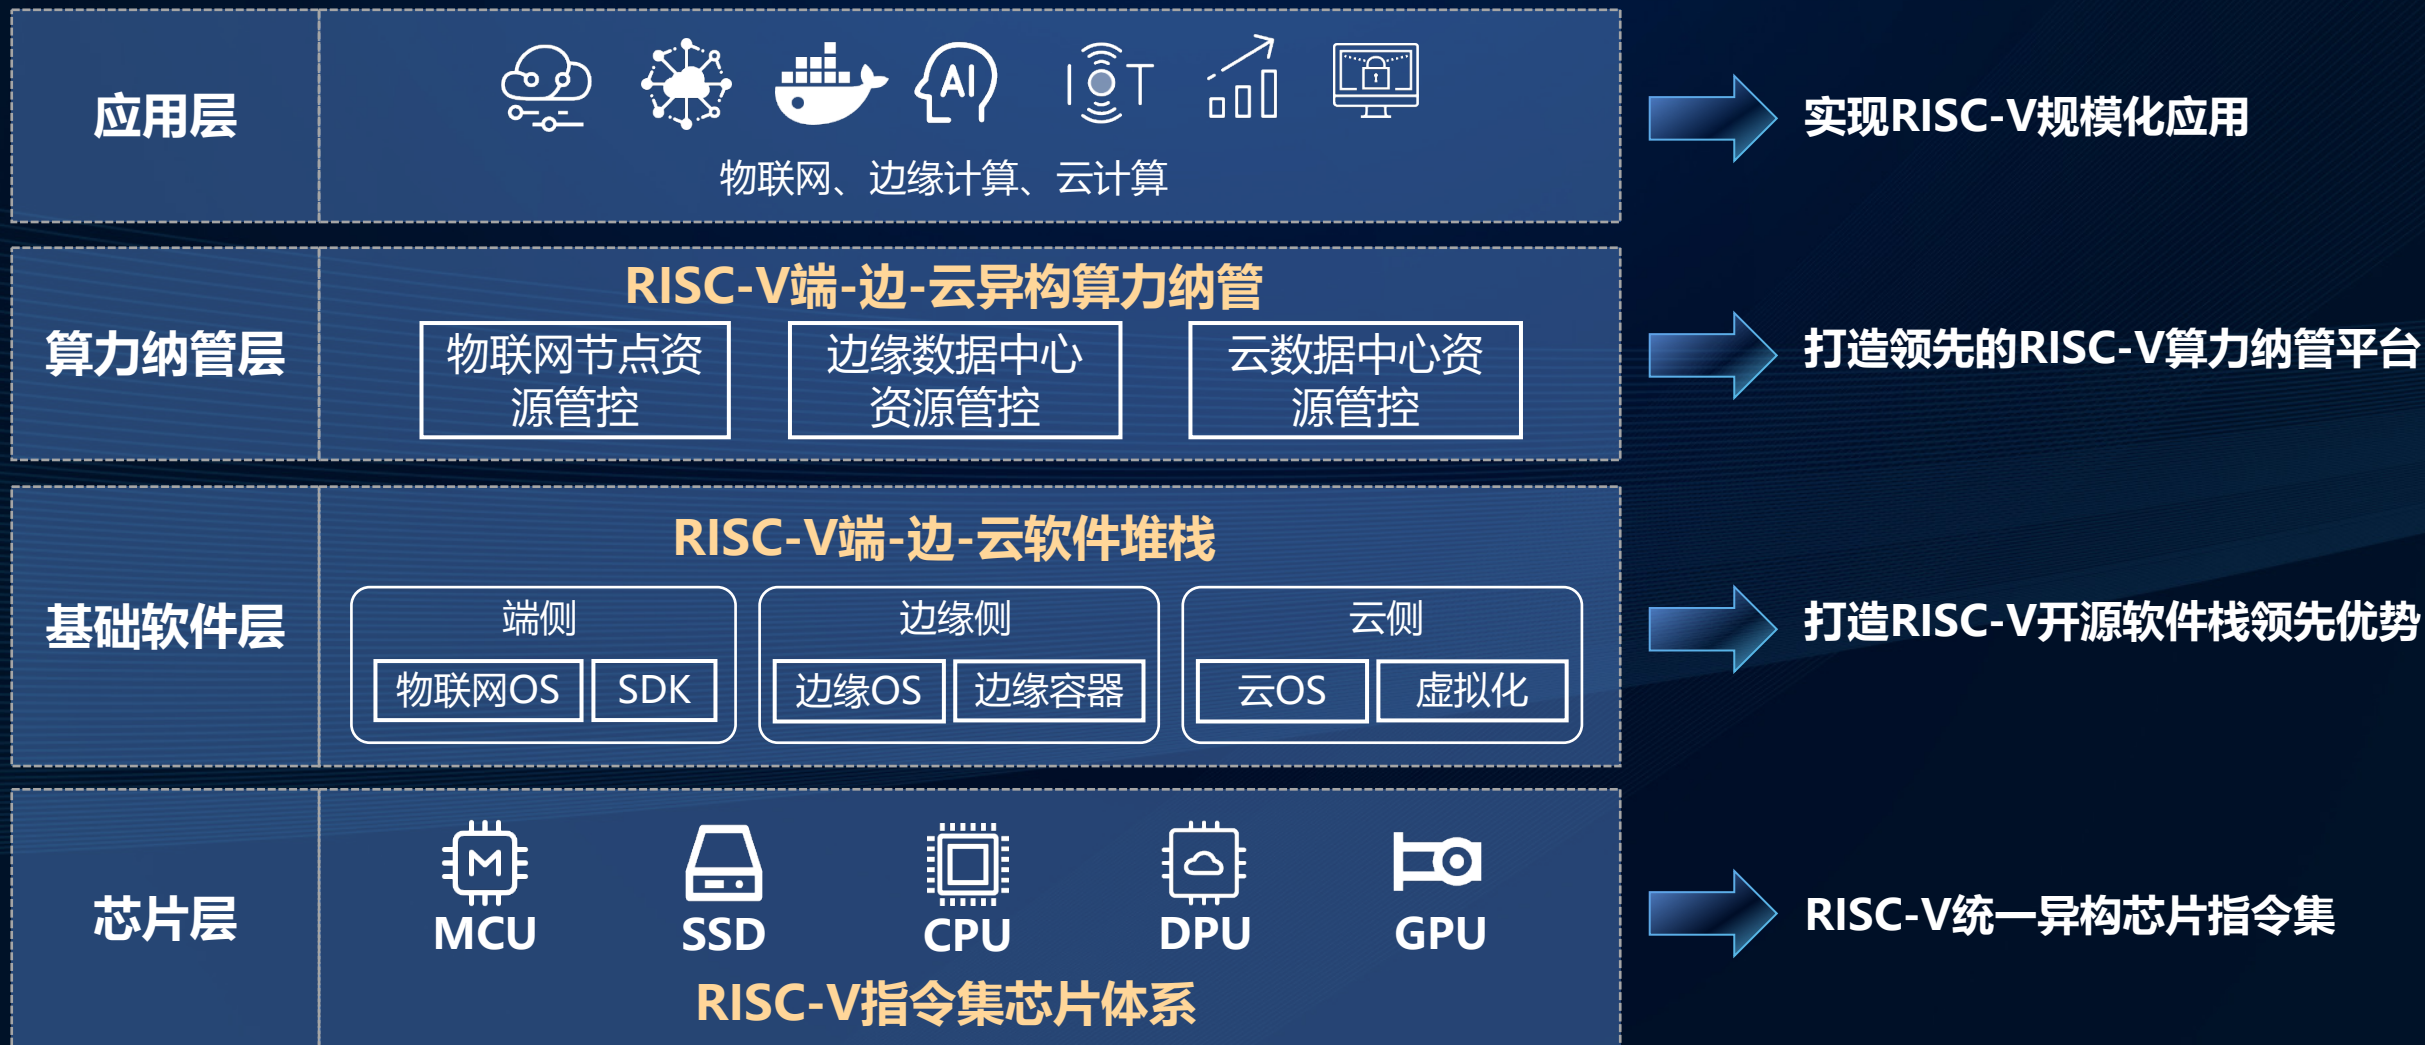 应用层
AI
IOT
物联网、边缘计算、云计算
实现RISC-V规模化应用
算力纳管层
RISC-V端-边-云异构算力纳管
物联网节点资
源管控
边缘数据中心
资源管控
云数据中心资
源管控
打造领先的RISC-V算力纳管平台
基础软件层
RISC-V端-边-云软件堆栈
端侧
物联网OS
SDK
边缘侧
边缘OS
边缘容器
云侧
云OS
虚拟化
打造RISC-V开源软件栈领先优势
芯片层
M
MCU
SSD
CPU
DPU
GPU
RISC-V指令集芯片体系
RISC-V统一异构芯片指令集